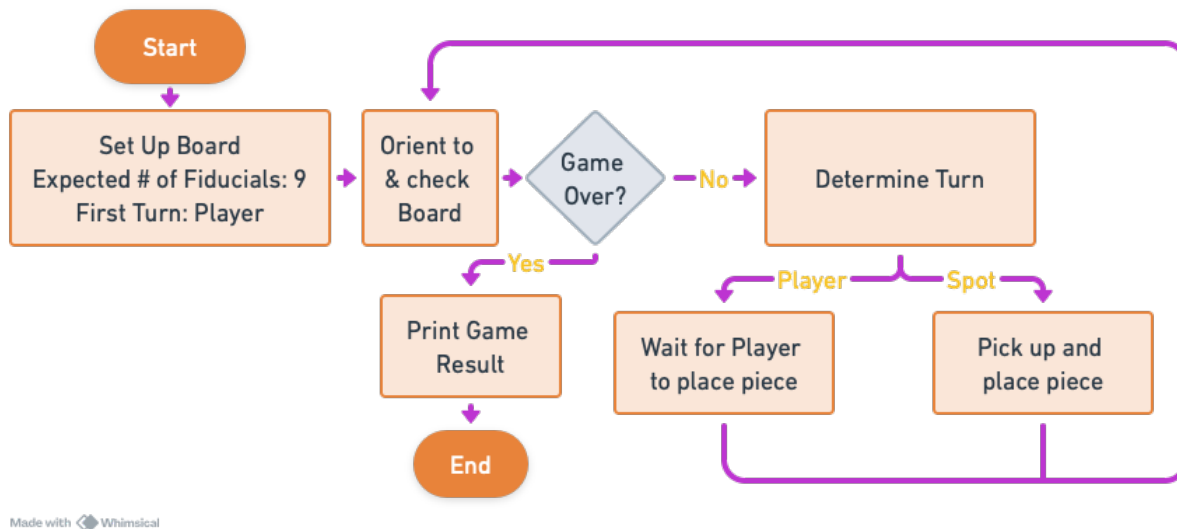 Start
Set Up Board
Expected # of Fiducials: 9
First Turn: Player
Orient to
& check
Board
Game
Over?
No
Determine Turn
Yes
Player
Spot
Print Game
Result
Wait for Player
to place piece
Pick up and
place piece
End
Made with Whimsical